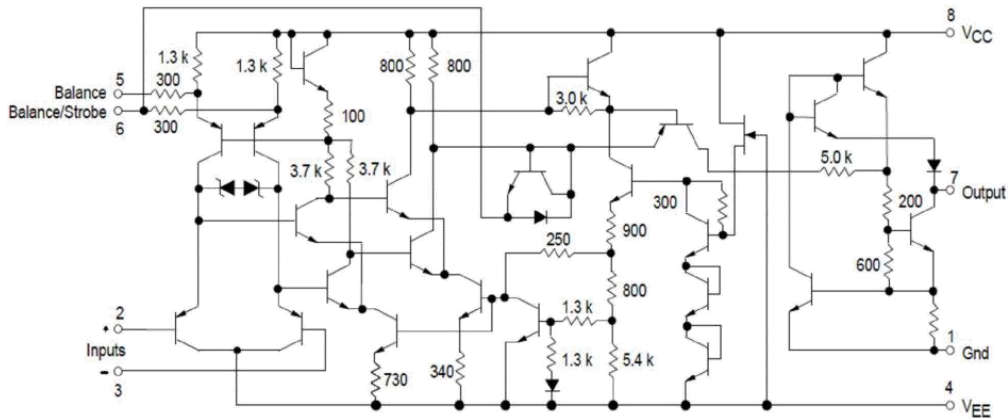 8
V_CC
1.3 k
1.3 k
800
800
5
300
Balance
Balance/Strobe
6
300
100
3.0 k
3.7 k
3.7 k
5.0 k
7
Output
300
200
900
250
600
800
2
Inputs
-
3
1.3 k
1.3 k
5.4 k
730
340
1
Gnd
4
V_EE